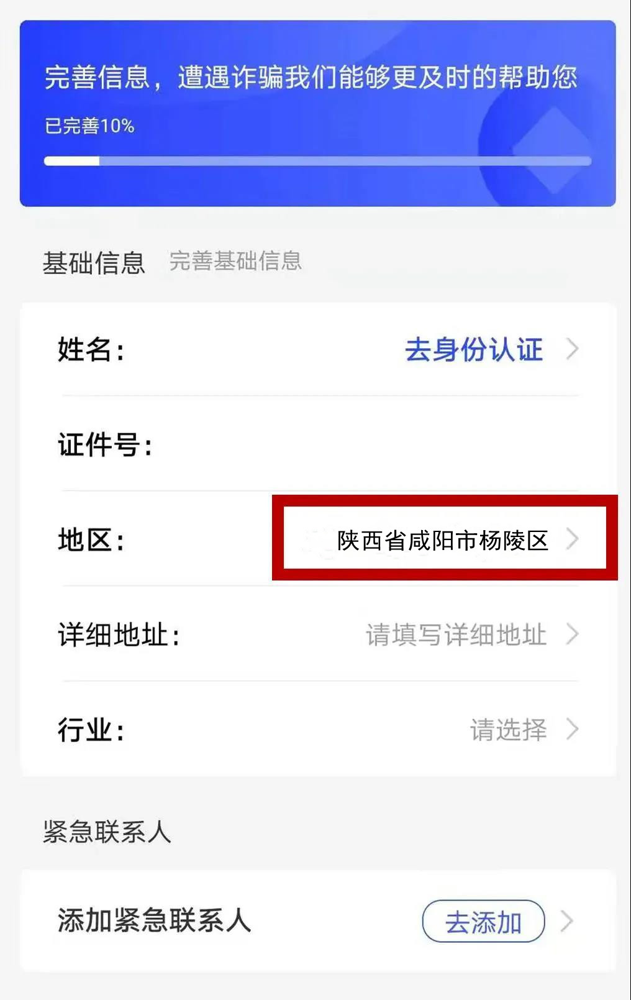 完善信息，遭遇诈骗我们能够更及时的帮助您
已完善10%
基础信息 完善基础信息
姓名： 去身份认证
证件号：
地区： 陕西省咸阳市杨陵区
详细地址： 请填写详细地址
行业： 请选择
紧急联系人
添加紧急联系人 去添加